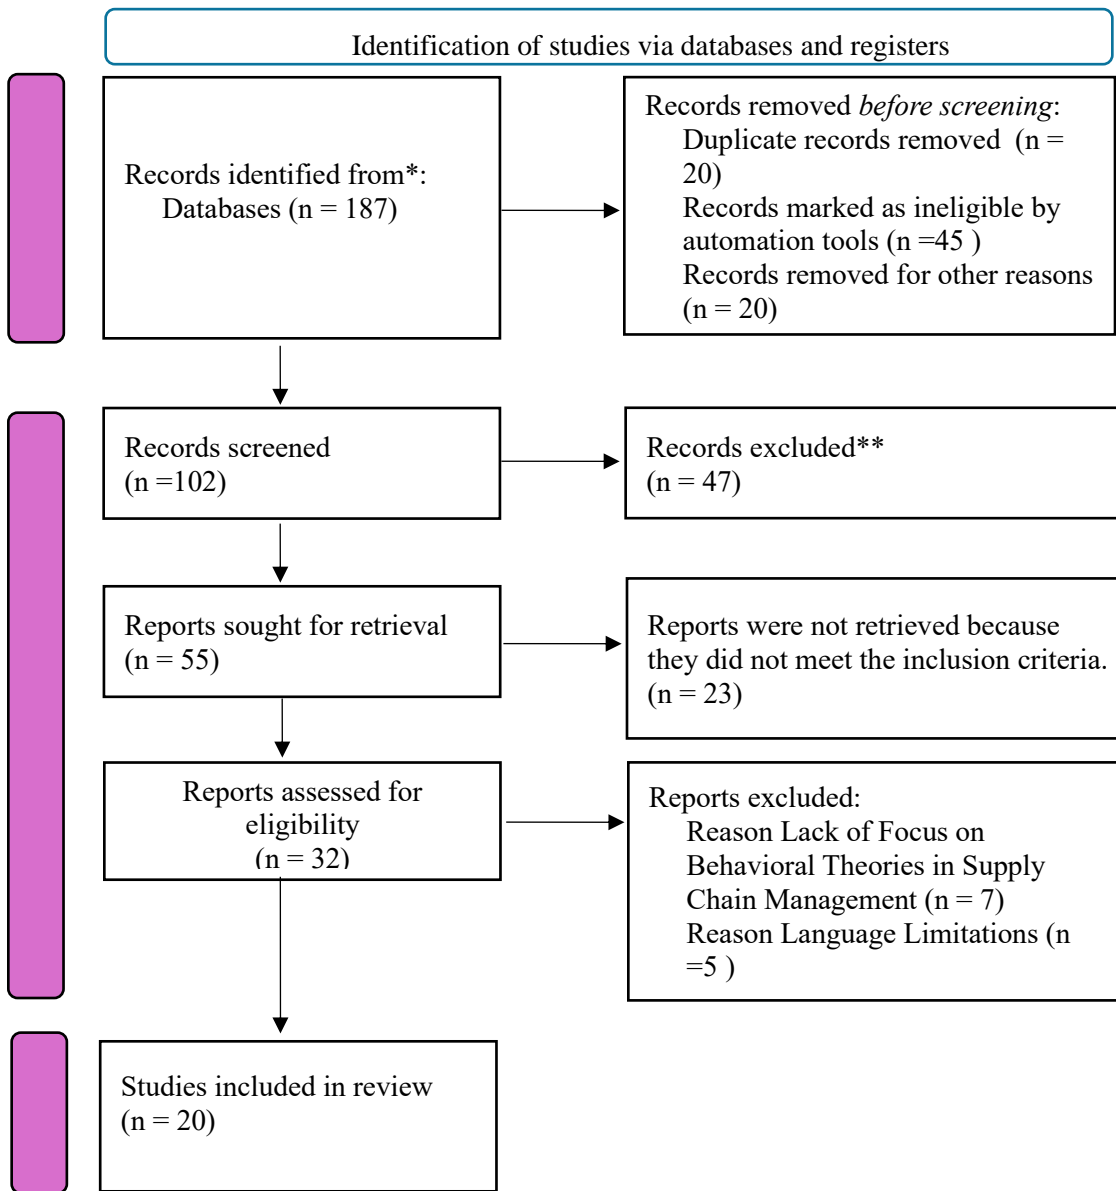 Identification of studies via databases and registers
Records identified from*:
Databases (n = 187)
Records removed before screening:
Duplicate records removed  (n =
20)
Records marked as ineligible by
automation tools (n =45 )
Records removed for other reasons
(n = 20)
Records screened
(n =102)
Records excluded**
(n = 47)
Reports sought for retrieval
(n = 55)
Reports were not retrieved because
they did not meet the inclusion criteria.
(n = 23)
Reports assessed for
eligibility
(n = 32)
Reports excluded:
Reason Lack of Focus on
Behavioral Theories in Supply
Chain Management (n = 7)
Reason Language Limitations (n
=5 )
Studies included in review
(n = 20)